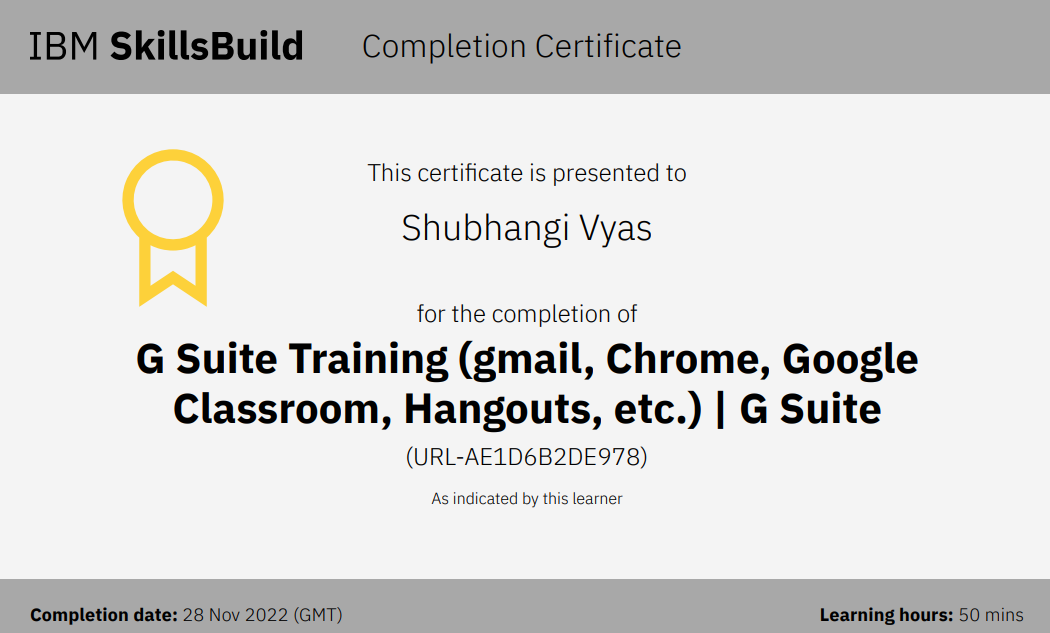 IBM SkillsBuild Completion Certificate
This certificate is presented to
Shubhangi Vyas
for the completion of
G Suite Training (gmail, Chrome, Google
Classroom, Hangouts, etc.) | G Suite
(URL-AE1D6B2DE978)
As indicated by this learner
Completion date: 28 Nov 2022 (GMT) Learning hours: 50 mins